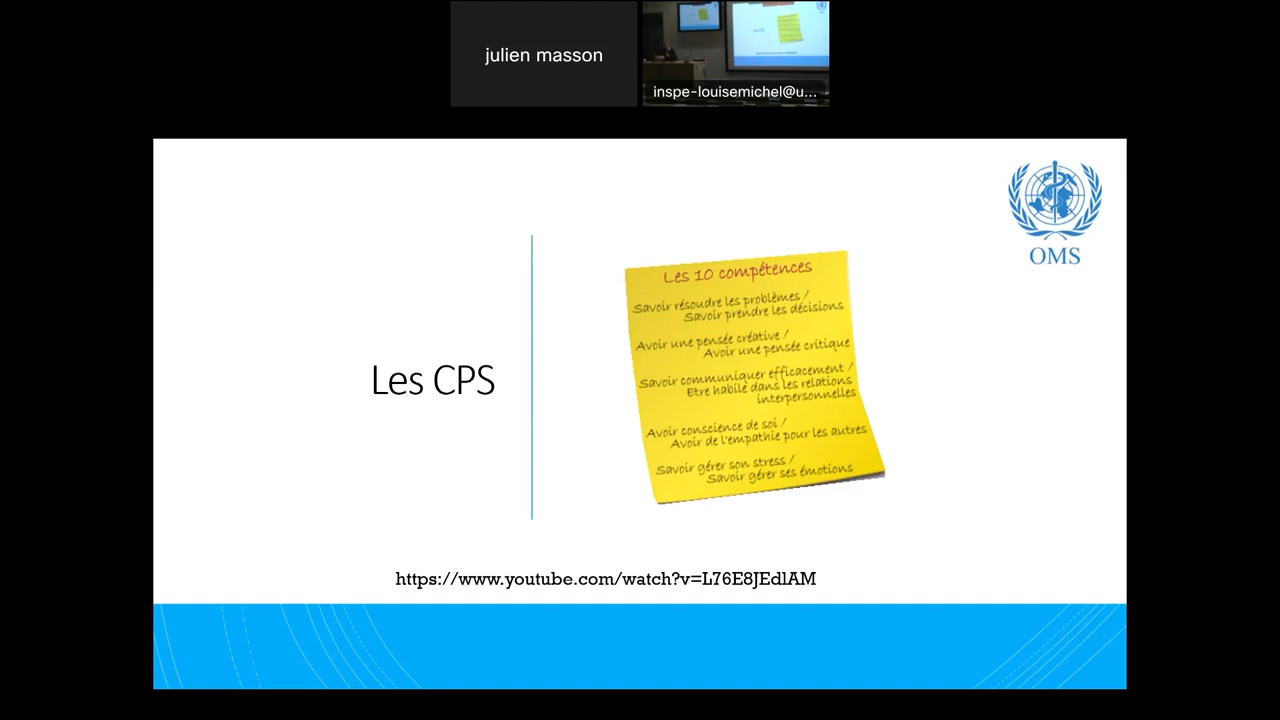 julien masson
inspe-louisemichel@u...
OMS
Les CPS
Les 10 compétences
Savoir résoudre les problèmes /
Savoir prendre les décisions
Avoir une pensée créative /
Avoir une pensée critique
Savoir communiquer efficacement /
Etre habile dans les relations
interpersonnelles
Avoir conscience de soi /
Avoir de l'empathie pour les autres
Savoir gérer son stress /
Savoir gérer ses émotions
https://www.youtube.com/watch?v=L76E8JEdlAM